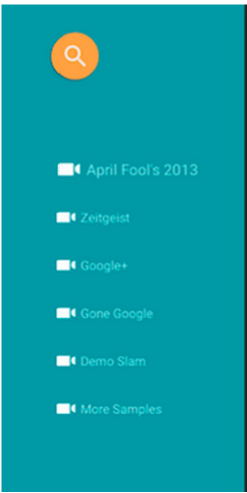 April Fool's 2013
Zeitgeist
Google+
Gone Google
Demo Slam
More Samples